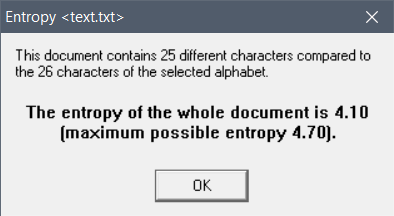 Entropy <text.txt>
This document contains 25 different characters compared to
the 26 characters of the selected alphabet.
The entropy of the whole document is 4.10
(maximum possible entropy 4.70).
OK